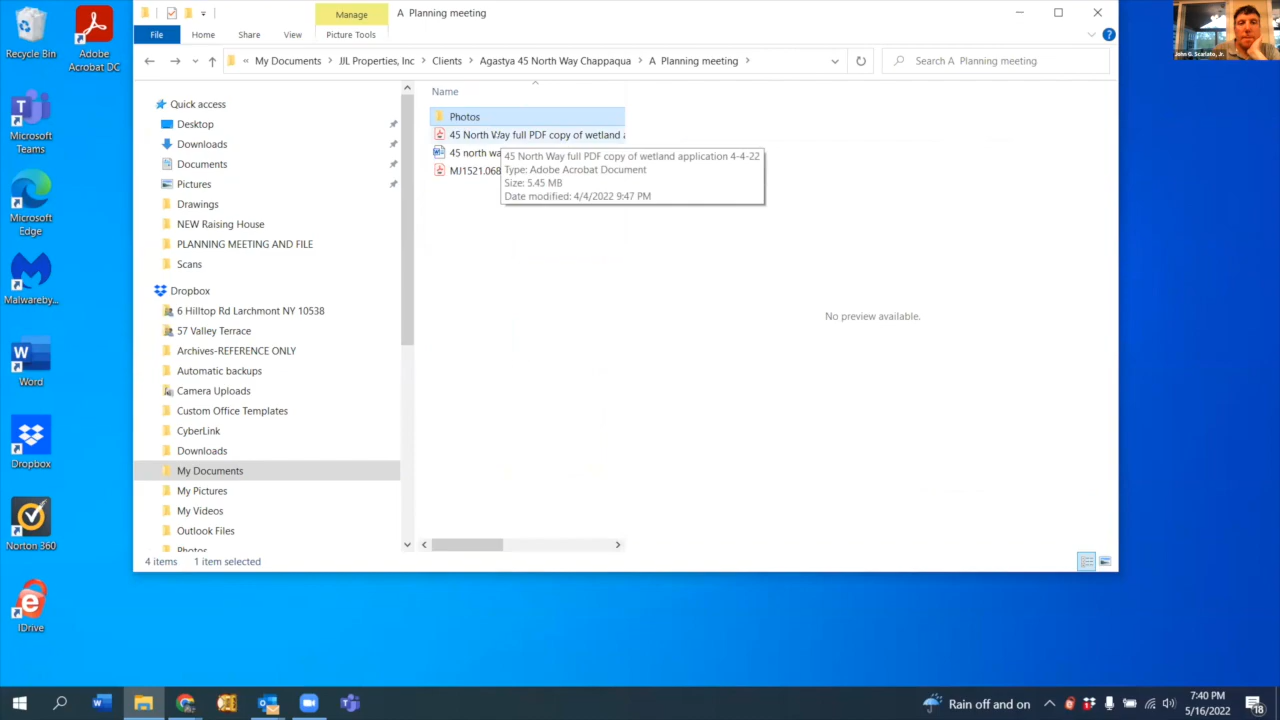 Recycle Bin
Adobe
Acrobat DC
Microsoft
Teams
Microsoft
Edge
Malwareby...
Word
Dropbox
Norton 360
IDrive
Manage
A Planning meeting
File
Home
Share
View
Picture Tools
« My Documents > JJL Properties, Inc > Clients > Agastya 45 North Way Chappaqua > A Planning meeting >
Search A Planning meeting
Quick access
Desktop
Downloads
Documents
Pictures
Drawings
NEW Raising House
PLANNING MEETING AND FILE
Scans
Dropbox
6 Hilltop Rd Larchmont NY 10538
57 Valley Terrace
Archives-REFERENCE ONLY
Automatic backups
Camera Uploads
Custom Office Templates
CyberLink
Downloads
My Documents
My Pictures
My Videos
Outlook Files
Photos
Name
Photos
45 North Way full PDF copy of wetland a
45 north wa
MJ1521.068
45 North Way full PDF copy of wetland application 4-4-22
Type: Adobe Acrobat Document
Size: 5.45 MB
Date modified: 4/4/2022 9:47 PM
No preview available.
4 items
1 item selected
John G. Scarlato, Jr.
Rain off and on
7:40 PM
5/16/2022
18